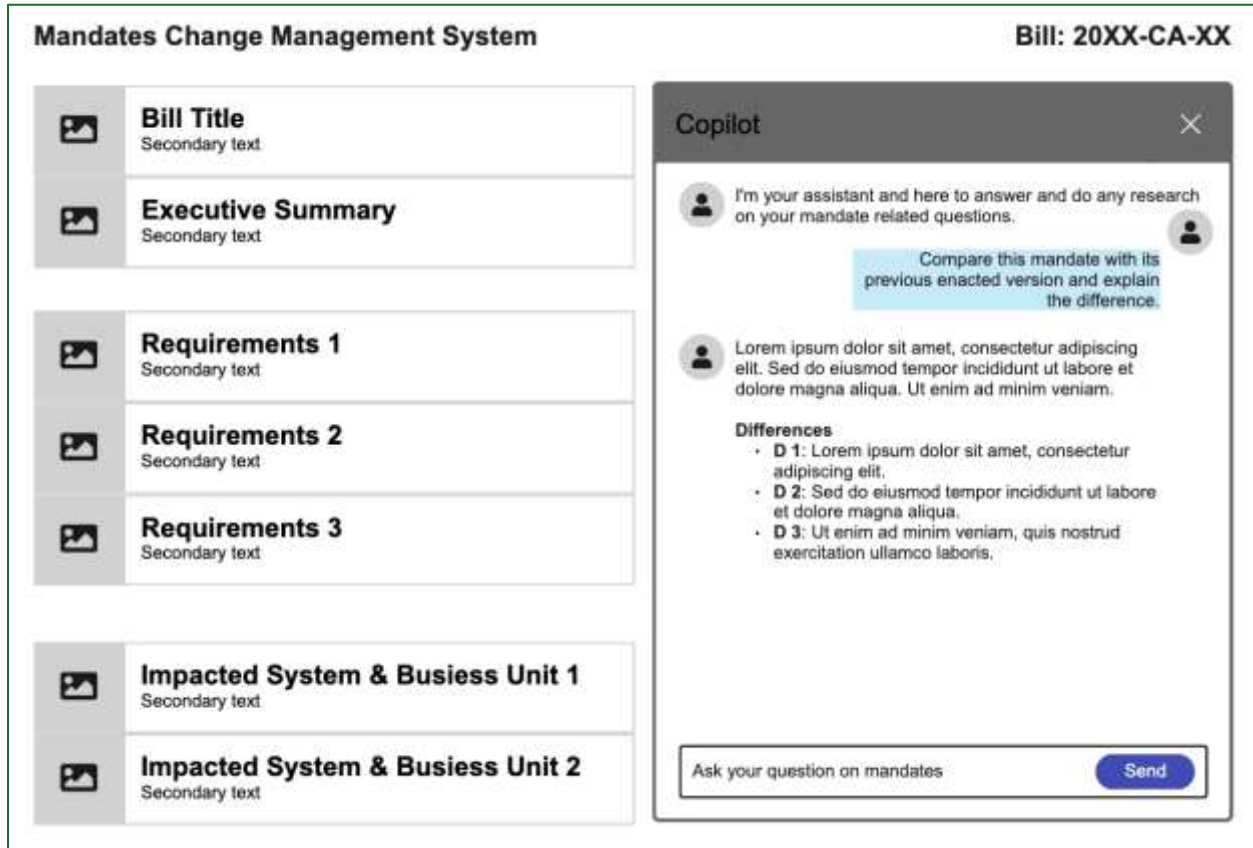 Mandates Change Management System
Bill: 20XX-CA-XX
Bill Title
Secondary text
Executive Summary
Secondary text
Requirements 1
Secondary text
Requirements 2
Secondary text
Requirements 3
Secondary text
Impacted System & Busiess Unit 1
Secondary text
Impacted System & Busiess Unit 2
Secondary text
Copilot
I'm your assistant and here to answer and do any research
on your mandate related questions.
Compare this mandate with its
previous enacted version and explain
the difference.
Lorem ipsum dolor sit amet, consectetur adipiscing
elit. Sed do eiusmod tempor incididunt ut labore et
dolore magna aliqua. Ut enim ad minim veniam.
Differences
• D 1: Lorem ipsum dolor sit amet, consectetur
adipiscing elit.
• D 2: Sed do eiusmod tempor incididunt ut labore
et dolore magna aliqua.
• D 3: Ut enim ad minim veniam, quis nostrud
exercitation ullamco laboris.
Ask your question on mandates
Send